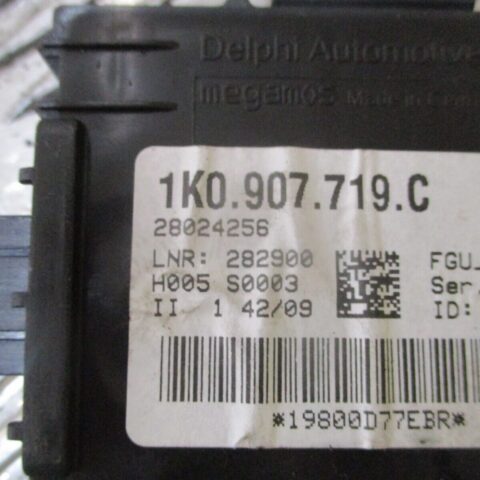 Delphi Automotive
megamos Made in
1K0.907.719.C
28024256
LNR: 282900 FGU
H005 S0003 Ser.
II 1 42/09 ID:
*19800D77EBR*